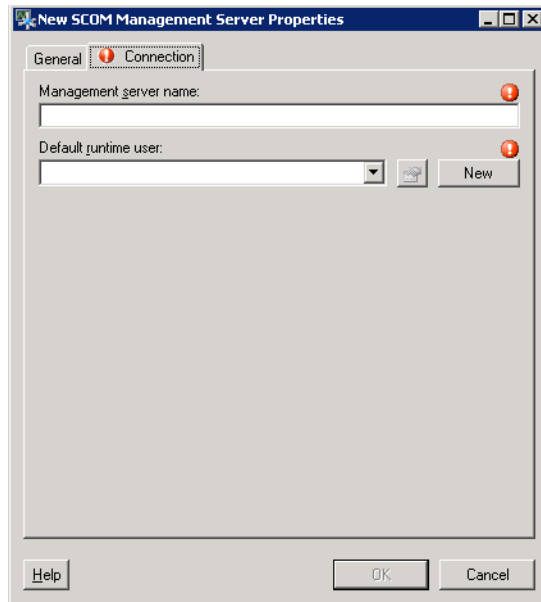 New SCOM Management Server Properties
General
Connection
Management server name:
Default runtime user:
New
Help
OK
Cancel